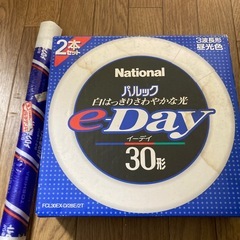 2本
セット
National
3波長形
昼光色
パルック
白はっきりさわやかな光
e-Day
イーデイ
30形